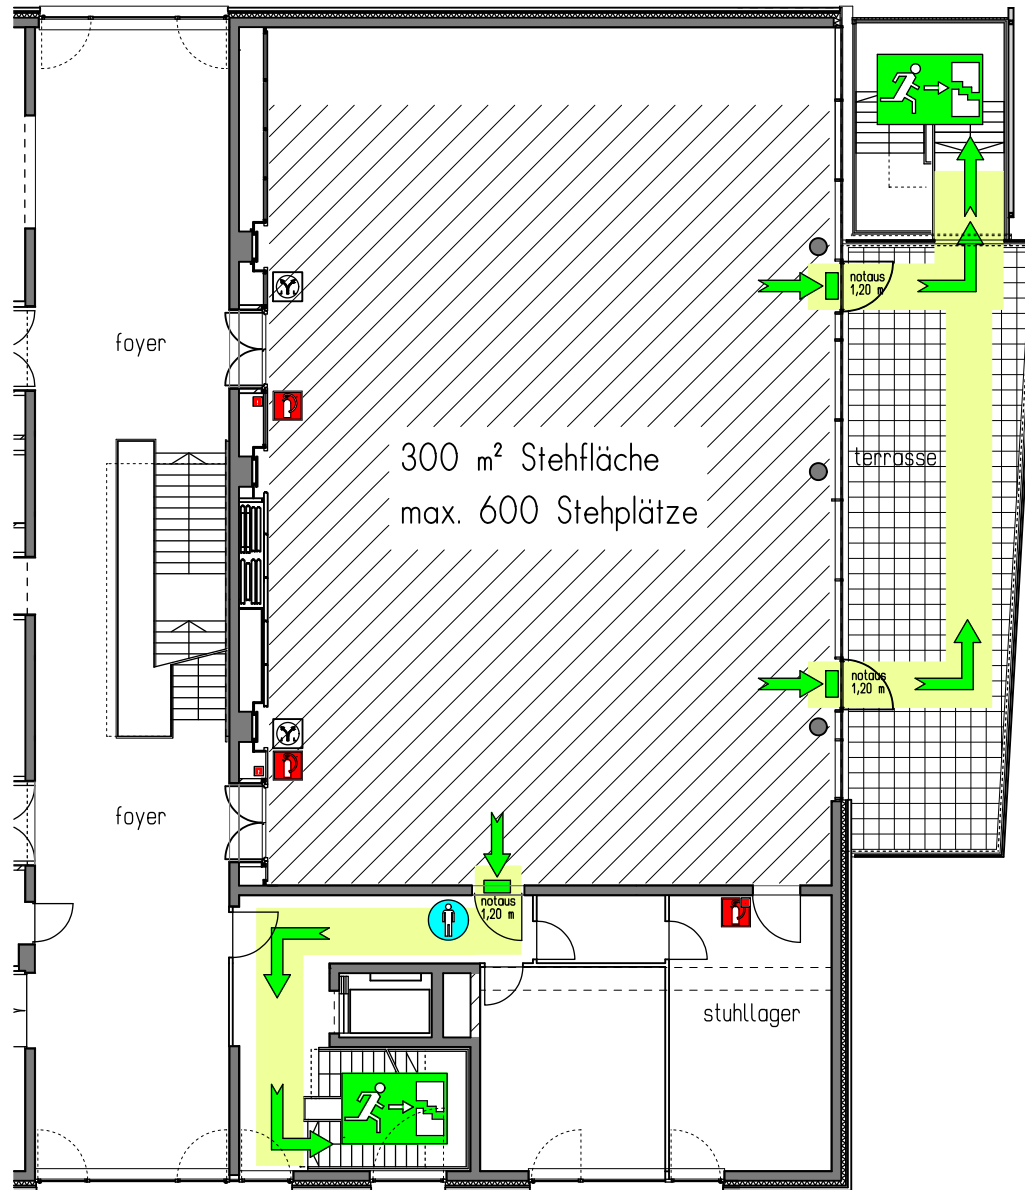 notaus
1,20 m
foyer
300 m² Stehfläche
max. 600 Stehplätze
terrasse
notaus
1,20 m
foyer
notaus
1,20 m
stuhllager